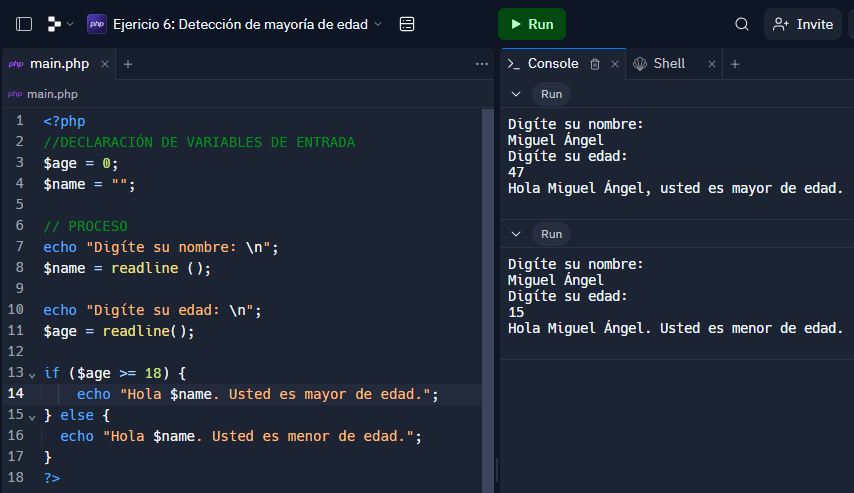 php Ejericio 6: Detección de mayoría de edad
Run
Invite
php main.php
php main.php
1 <?php
2 //DECLARACIÓN DE VARIABLES DE ENTRADA
3 $age = 0;
4 $name = "";
5
6 // PROCESO
7 echo "Digíte su nombre: \n";
8 $name = readline ();
9
10 echo "Digíte su edad: \n";
11 $age = readline();
12
13 if ($age >= 18) {
14 echo "Hola $name. Usted es mayor de edad.";
15 } else {
16 echo "Hola $name. Usted es menor de edad.";
17 }
18 ?>
Console
Shell
Run
Digíte su nombre:
Miguel Ángel
Digíte su edad:
47
Hola Miguel Ángel, usted es mayor de edad.
Run
Digíte su nombre:
Miguel Ángel
Digíte su edad:
15
Hola Miguel Ángel. Usted es menor de edad.